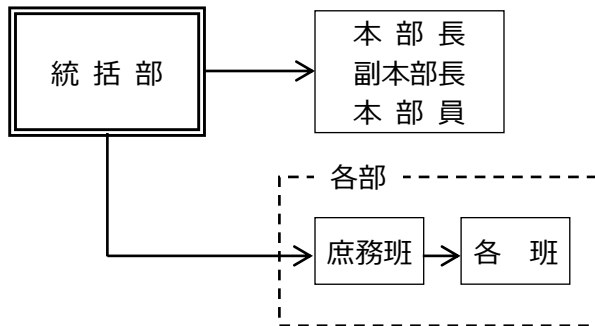 統 括 部
本 部 長
副本部長
本 部 員
各部
庶務班
各　班